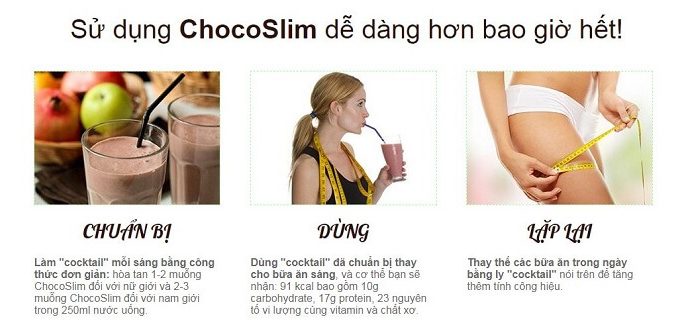 Sử dụng ChocoSlim dễ dàng hơn bao giờ hết!
CHUẨN BỊ
Làm "cocktail" mỗi sáng bằng công
thức đơn giản: hòa tan 1-2 muỗng
ChocoSlim đối với nữ giới và 2-3
muỗng ChocoSlim đối với nam giới
trong 250ml nước uống.
DÙNG
Dùng "cocktail" đã chuẩn bị thay
cho bữa ăn sáng, và cơ thể bạn sẽ
nhận: 91 kcal bao gồm 10g
carbohydrate, 17g protein, 23 nguyên
tố vi lượng cùng vitamin và chất xơ.
LẶP LẠI
Thay thế các bữa ăn trong ngày
bằng ly "cocktail" nói trên để tăng
thêm tính công hiệu.